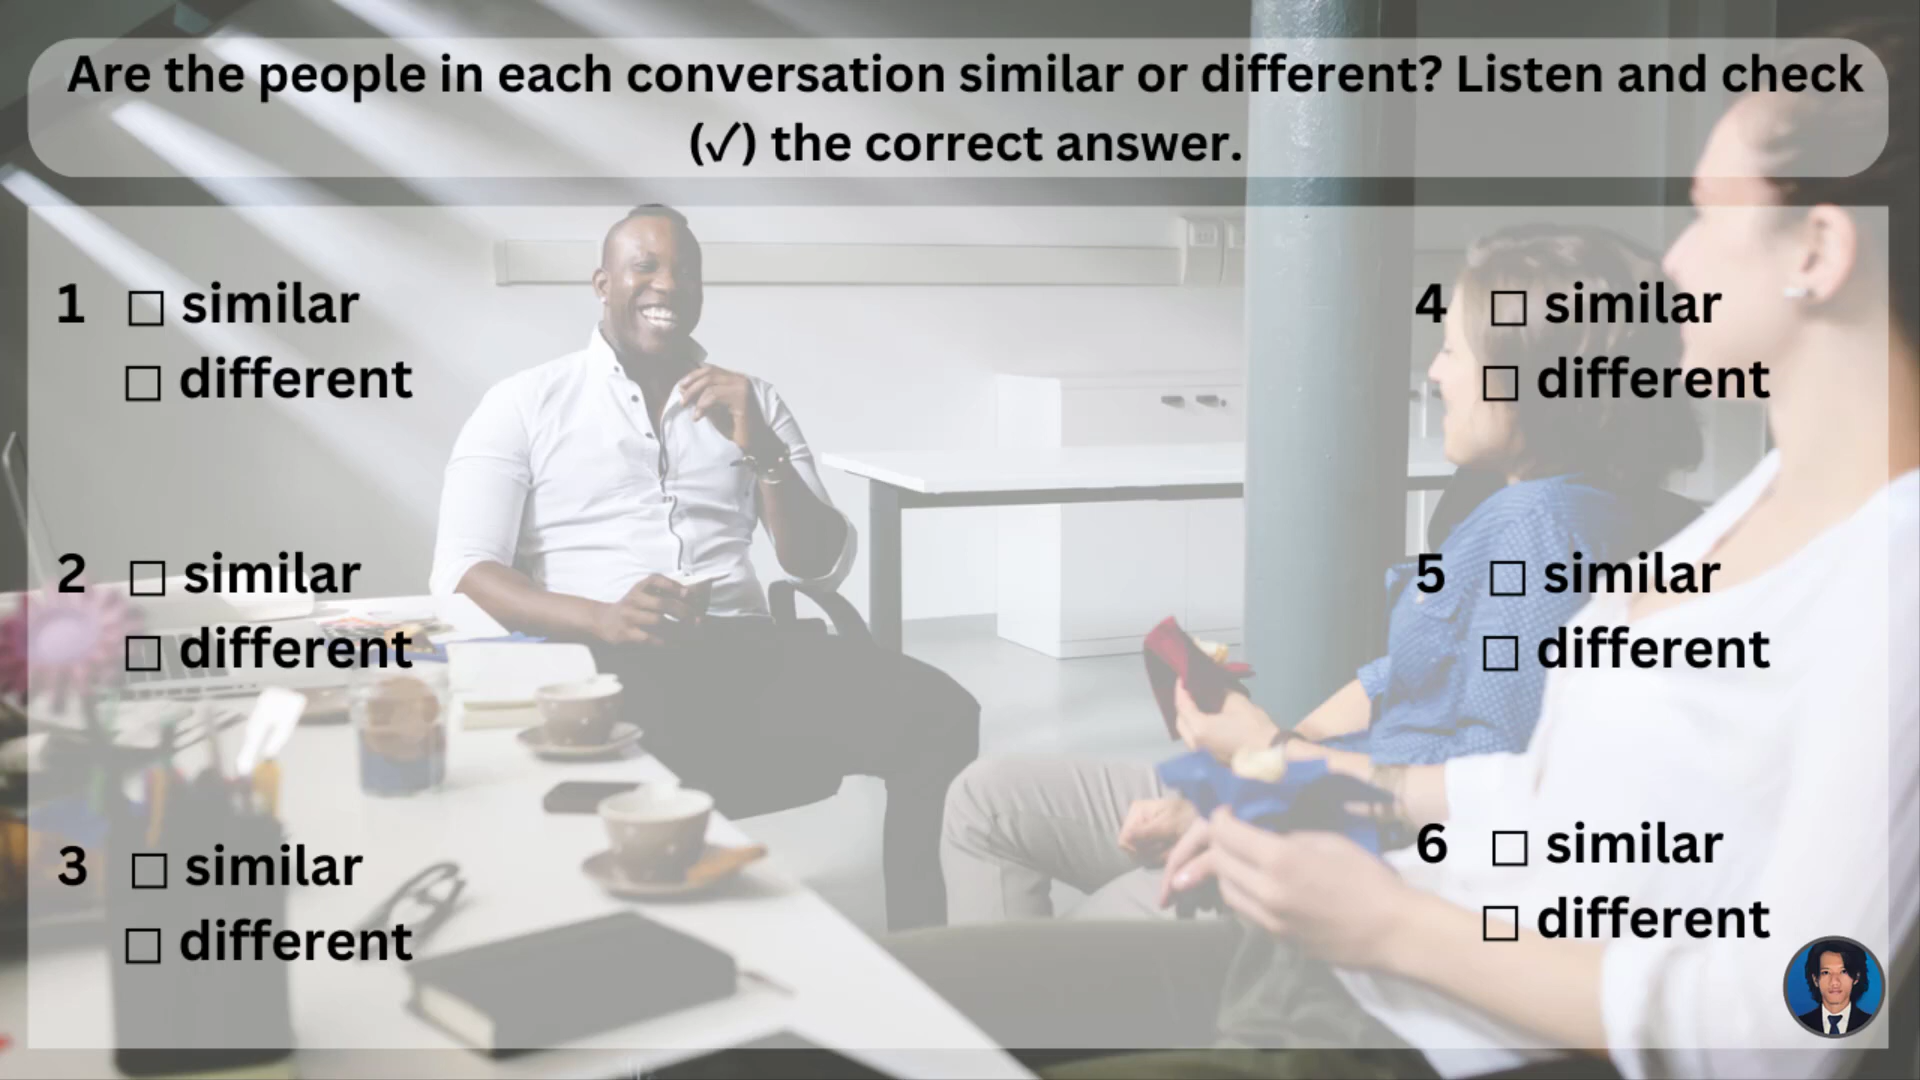 Are the people in each conversation similar or different? Listen and check
(✓) the correct answer.
1 ☐ similar
☐ different
2 ☐ similar
☐ different
3 ☐ similar
☐ different
4 ☐ similar
☐ different
5 ☐ similar
☐ different
6 ☐ similar
☐ different